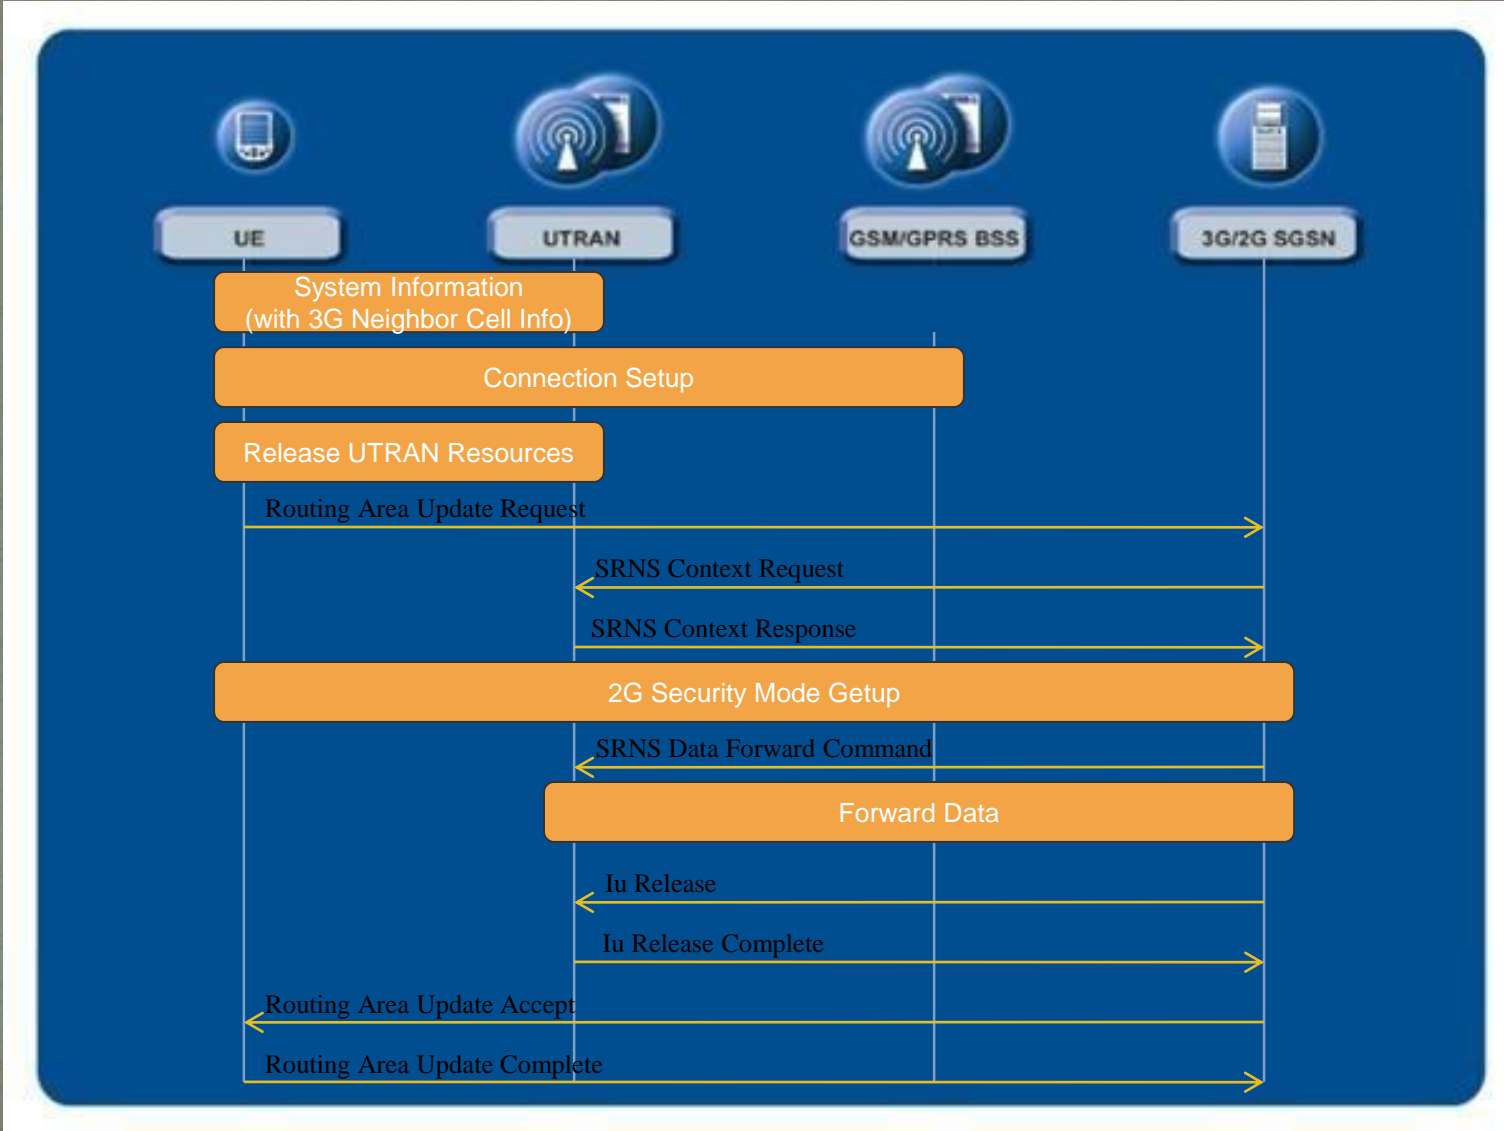 UE
UTRAN
GSM/GPRS BSS
3G/2G SGSN
System Information
(with 3G Neighbor Cell Info)
Connection Setup
Release UTRAN Resources
Routing Area Update Request
SRNS Context Request
SRNS Context Response
2G Security Mode Getup
SRNS Data Forward Command
Forward Data
Iu Release
Iu Release Complete
Routing Area Update Accept
Routing Area Update Complete